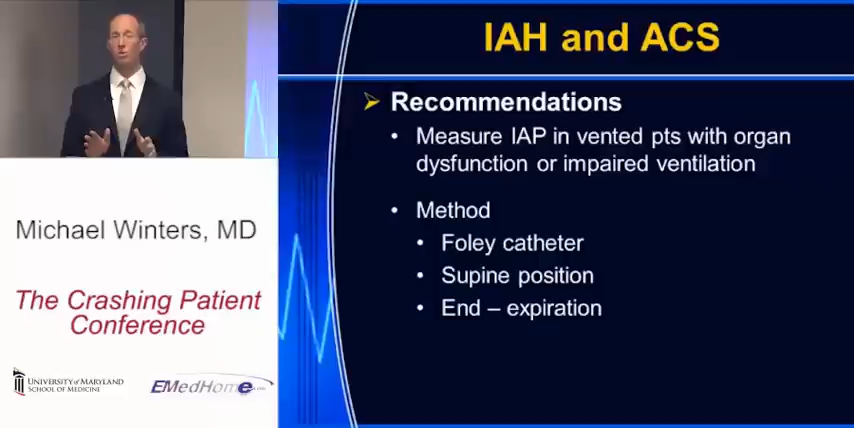 IAH and ACS
Recommendations
Measure IAP in vented pts with organ
dysfunction or impaired ventilation
Method
Foley catheter
Supine position
End – expiration
Michael Winters, MD
The Crashing Patient
Conference
UNIVERSITY of MARYLAND
SCHOOL OF MEDICINE
EMedHome.com